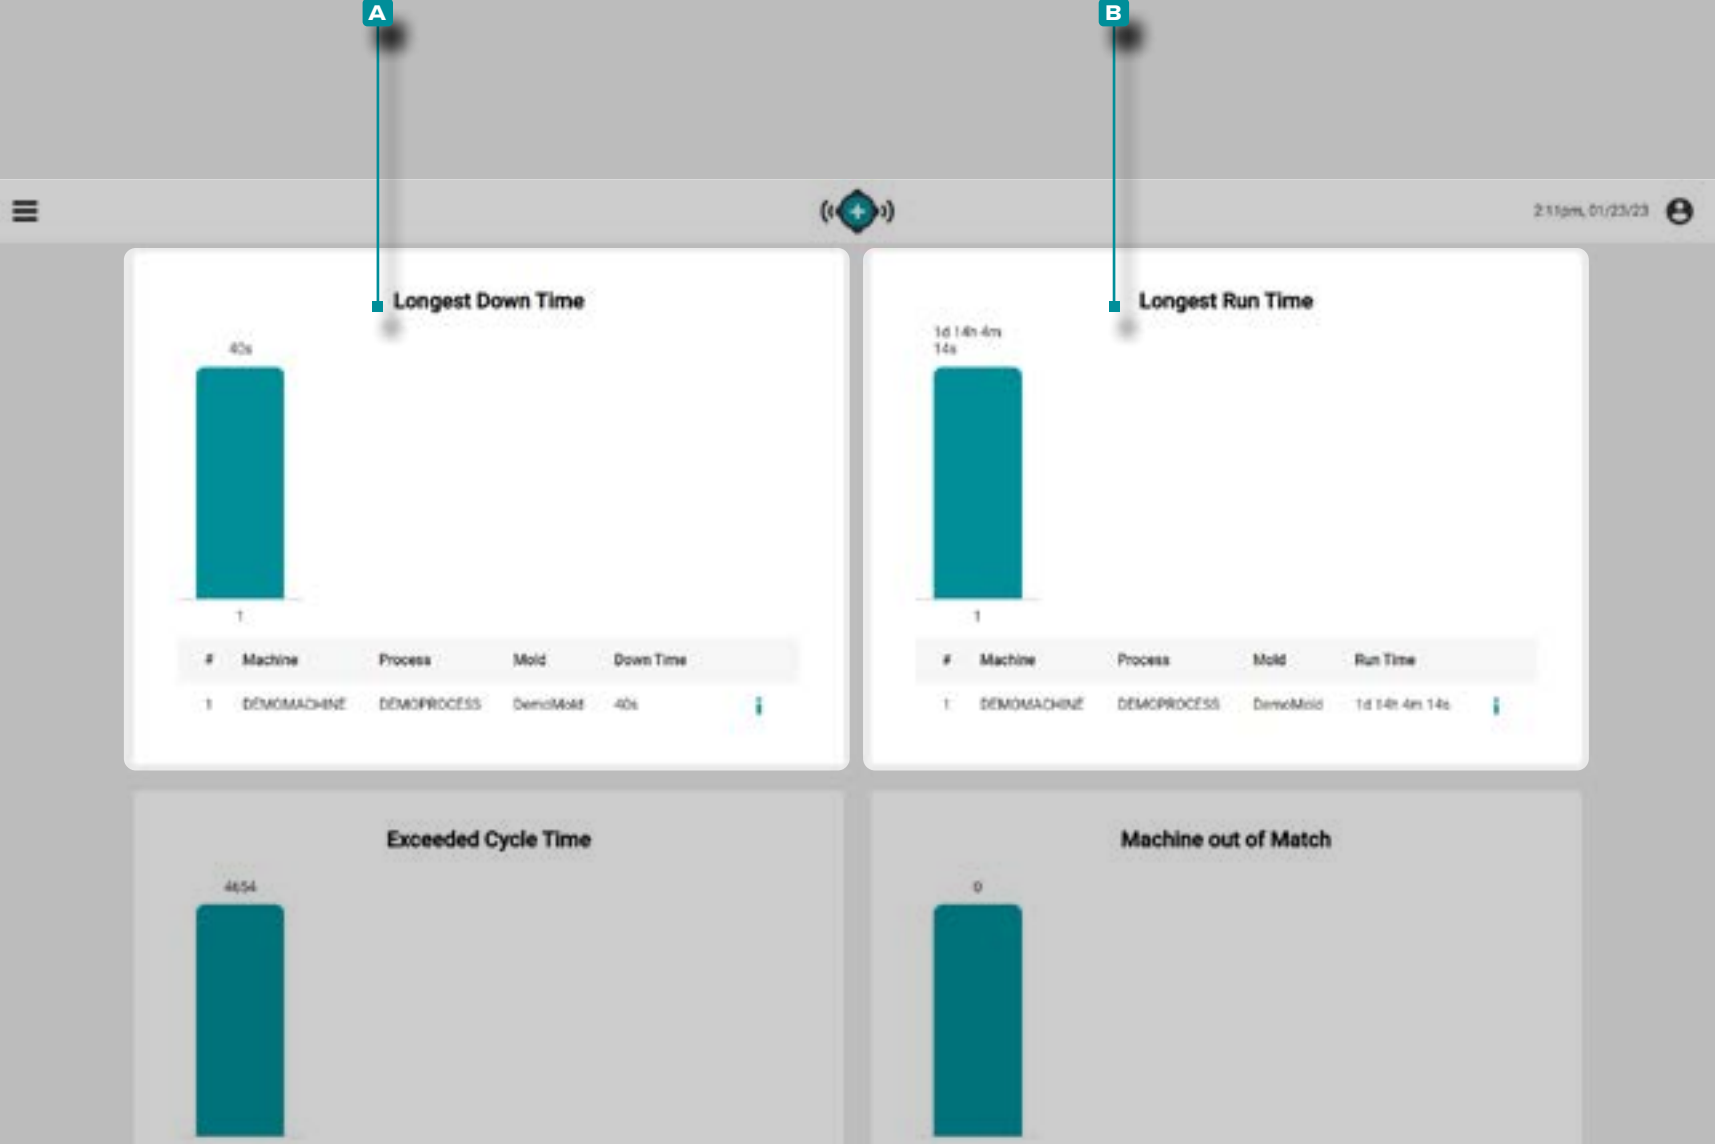 A
B
2:11pm, 01/23/23
Longest Down Time
40s
1
# Machine Process Mold Down Time
1 DEMOMACHINE DEMOPROCESS DemoMold 40s
Longest Run Time
1d 14h 4m
14s
1
# Machine Process Mold Run Time
1 DEMOMACHINE DEMOPROCESS DemoMold 1d 14h 4m 14s
Exceeded Cycle Time
4654
Machine out of Match
0